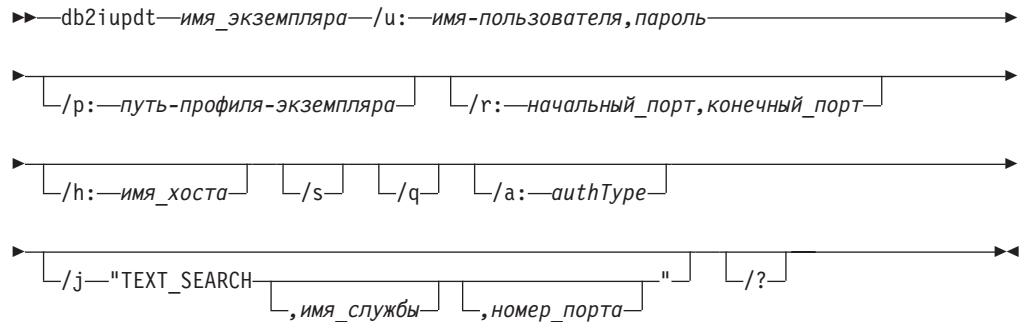 db2iupdt имя_экземпляра /u: имя-пользователя,пароль
/p: путь-профиля-экземпляра /r: начальный_порт,конечный_порт
/h: имя_хоста /s /q /a: authType
/j "TEXT_SEARCH " /?
,имя_службы ,номер_порта